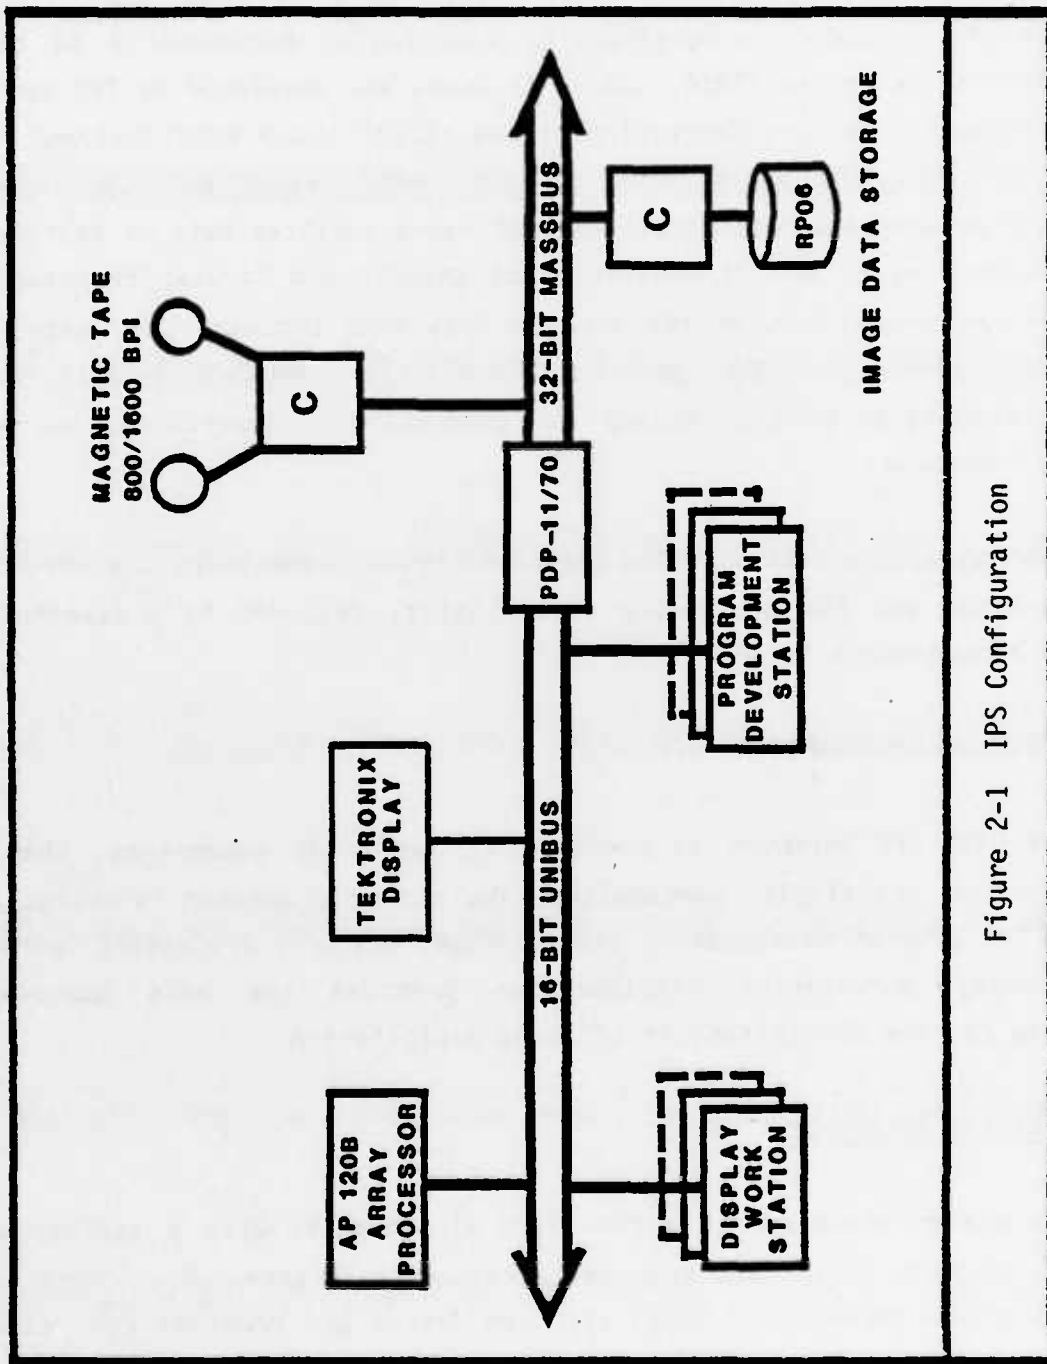 MAGNETIC TAPE
800/1600 BPI
C
AP 120B
ARRAY
PROCESSOR
TEKTRONIX
DISPLAY
16-BIT UNIBUS
PDP-11/70
32-BIT MASSBUS
DISPLAY
WORK
STATION
PROGRAM
DEVELOPMENT
STATION
C
RP06
IMAGE DATA STORAGE
Figure 2-1 IPS Configuration